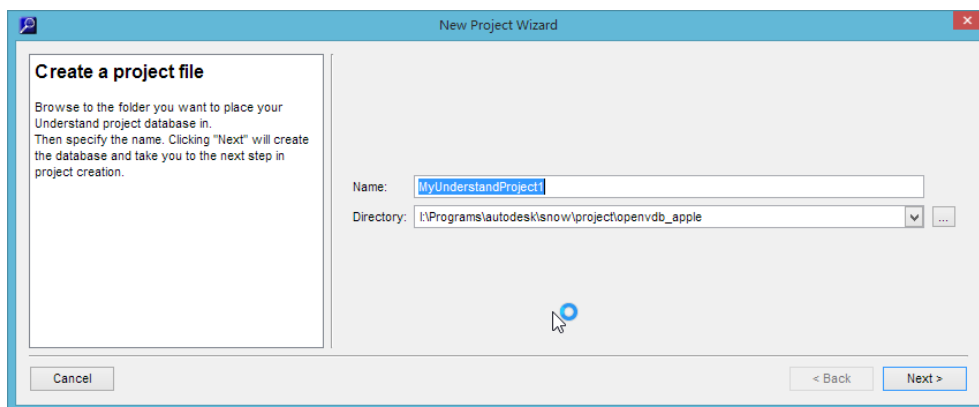 New Project Wizard
Create a project file
Browse to the folder you want to place your
Understand project database in.
Then specify the name. Clicking "Next" will create
the database and take you to the next step in
project creation.
Name: MyUnderstandProject1
Directory: I:\Programs\autodesk\snow\project\openvdb_apple ...
Cancel < Back Next >